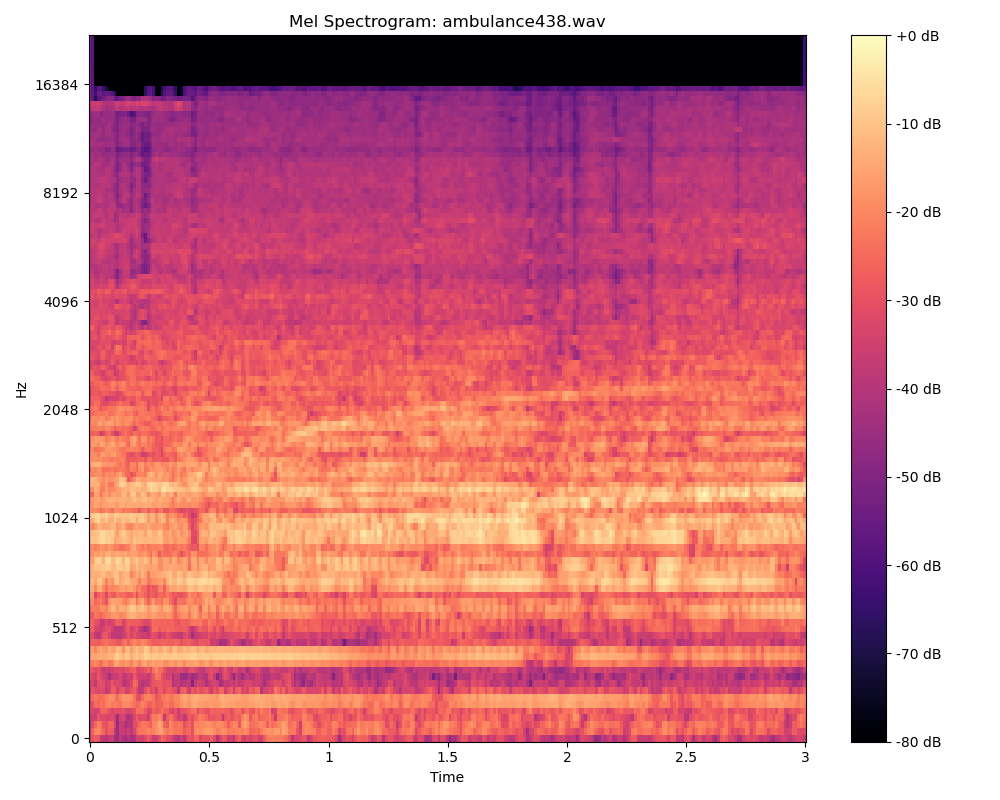 Mel Spectrogram: ambulance438.wav
+0 dB
16384
-10 dB
8192
-20 dB
4096
-30 dB
Hz
-40 dB
2048
-50 dB
1024
-60 dB
512
-70 dB
0
-80 dB
0 0.5 1 1.5 2 2.5 3
Time